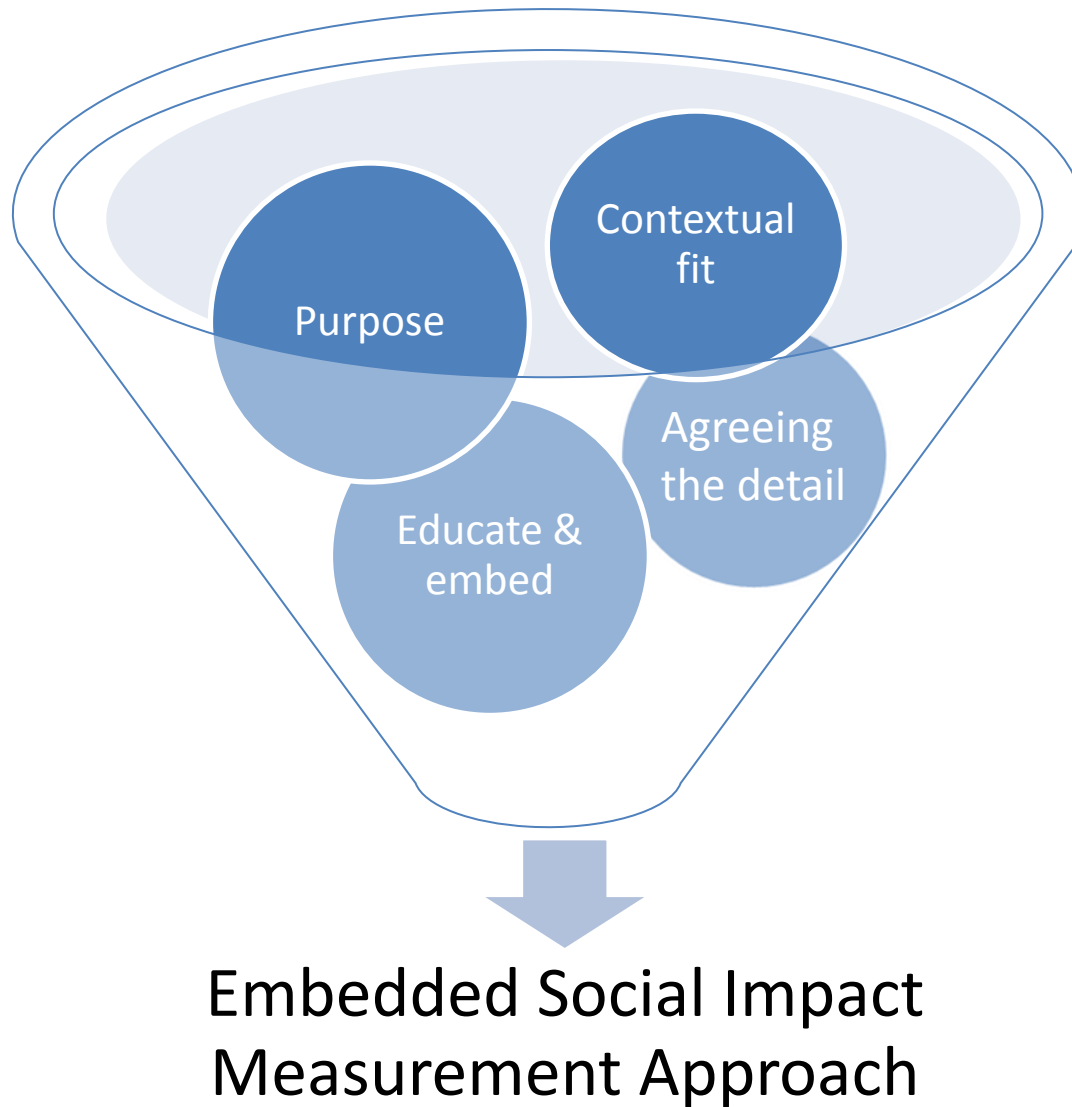 Contextual
fit
Purpose
Agreeing
the detail
Educate &
embed
Embedded Social Impact
Measurement Approach